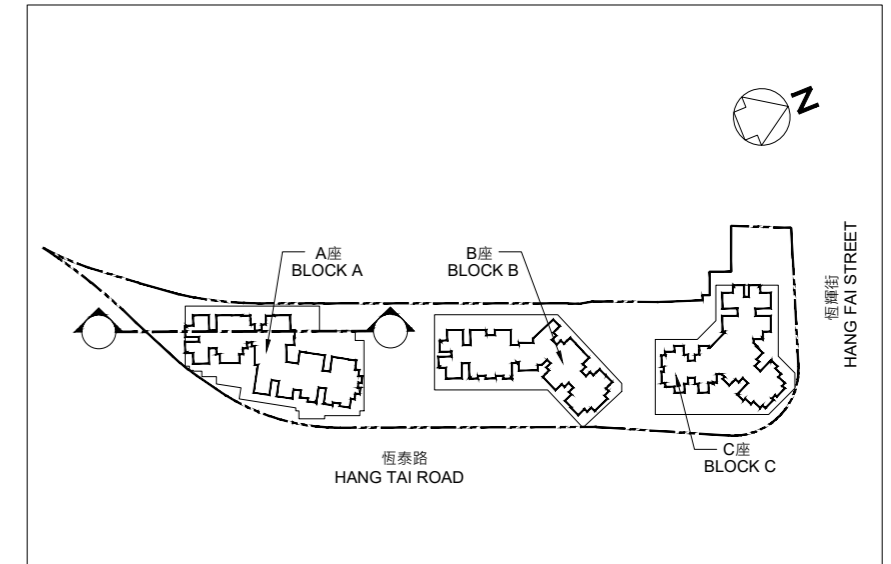 N
A座
BLOCK A
B座
BLOCK B
恆輝街
HANG FAI STREET
C座
BLOCK C
恆泰路
HANG TAI ROAD